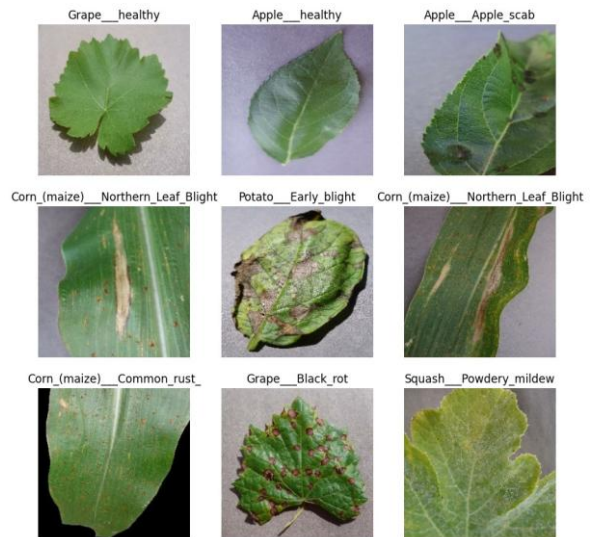 Grape___healthy
Apple___healthy
Apple___Apple_scab
Corn_(maize)___Northern_Leaf_Blight
Potato___Early_blight
Corn_(maize)___Northern_Leaf_Blight
Corn_(maize)___Common_rust_
Grape___Black_rot
Squash___Powdery_mildew